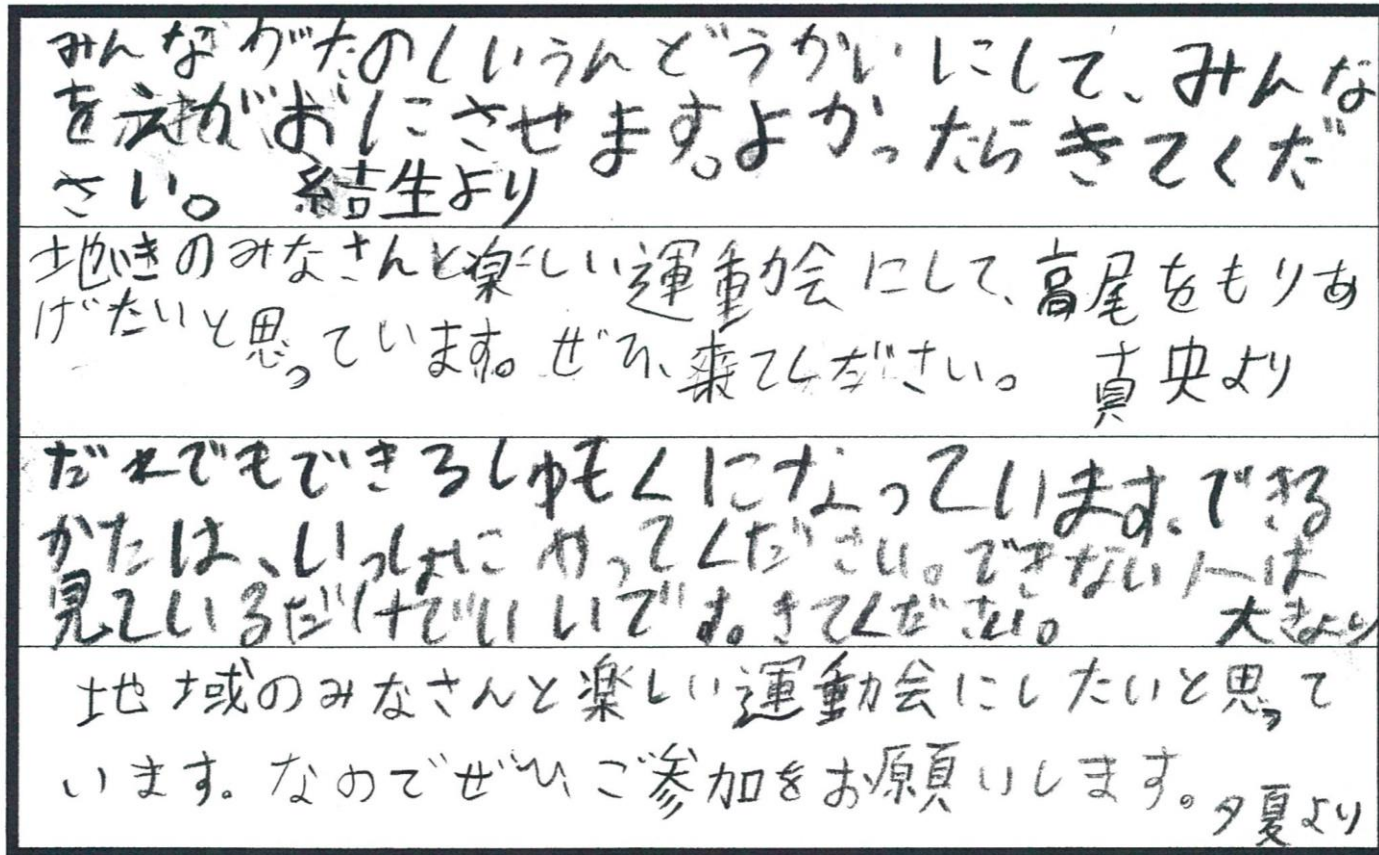 みんながたのしいうんどうかいにして、みんな
をえがおにさせます。よかったらきてくだ
さい。 結生より
地いきのみなさんと楽しい運動会にして、高尾をもりあ
げたいと思っています。ぜひ、来てください。 真央より
だれでもできるしゅもくになっています。できる
かたは、いっしょにやってください。できない人は
見ているだけでいいです。きてください。 大きより
地域のみなさんと楽しい運動会にしたいと思って
います。なのでぜひ、ご参加をお願いします。夕夏より